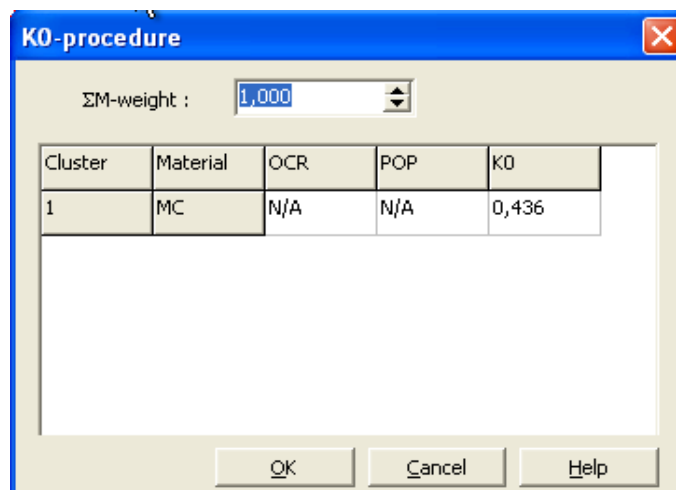 K0-procedure
ΣM-weight : 1,000
Cluster Material OCR POP K0
1 MC N/A N/A 0,436
OK Cancel Help